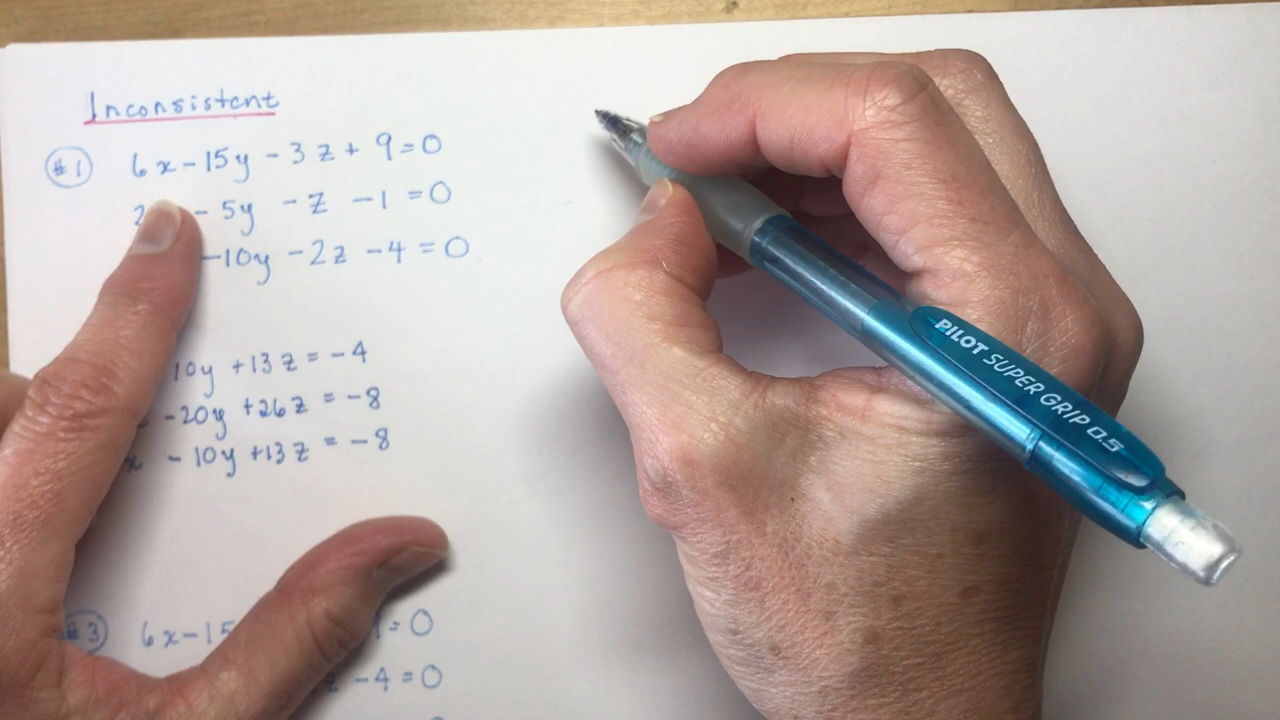 Inconsistent
#1 6x - 15y - 3z + 9 = 0
2 - 5y - z - 1 = 0
- 10y - 2z - 4 = 0
10y + 13z = -4
- 20y + 26z = -8
x - 10y + 13z = -8
#3 6x - 15 = 0
z - 4 = 0
PILOT SUPER GRIP 0.5